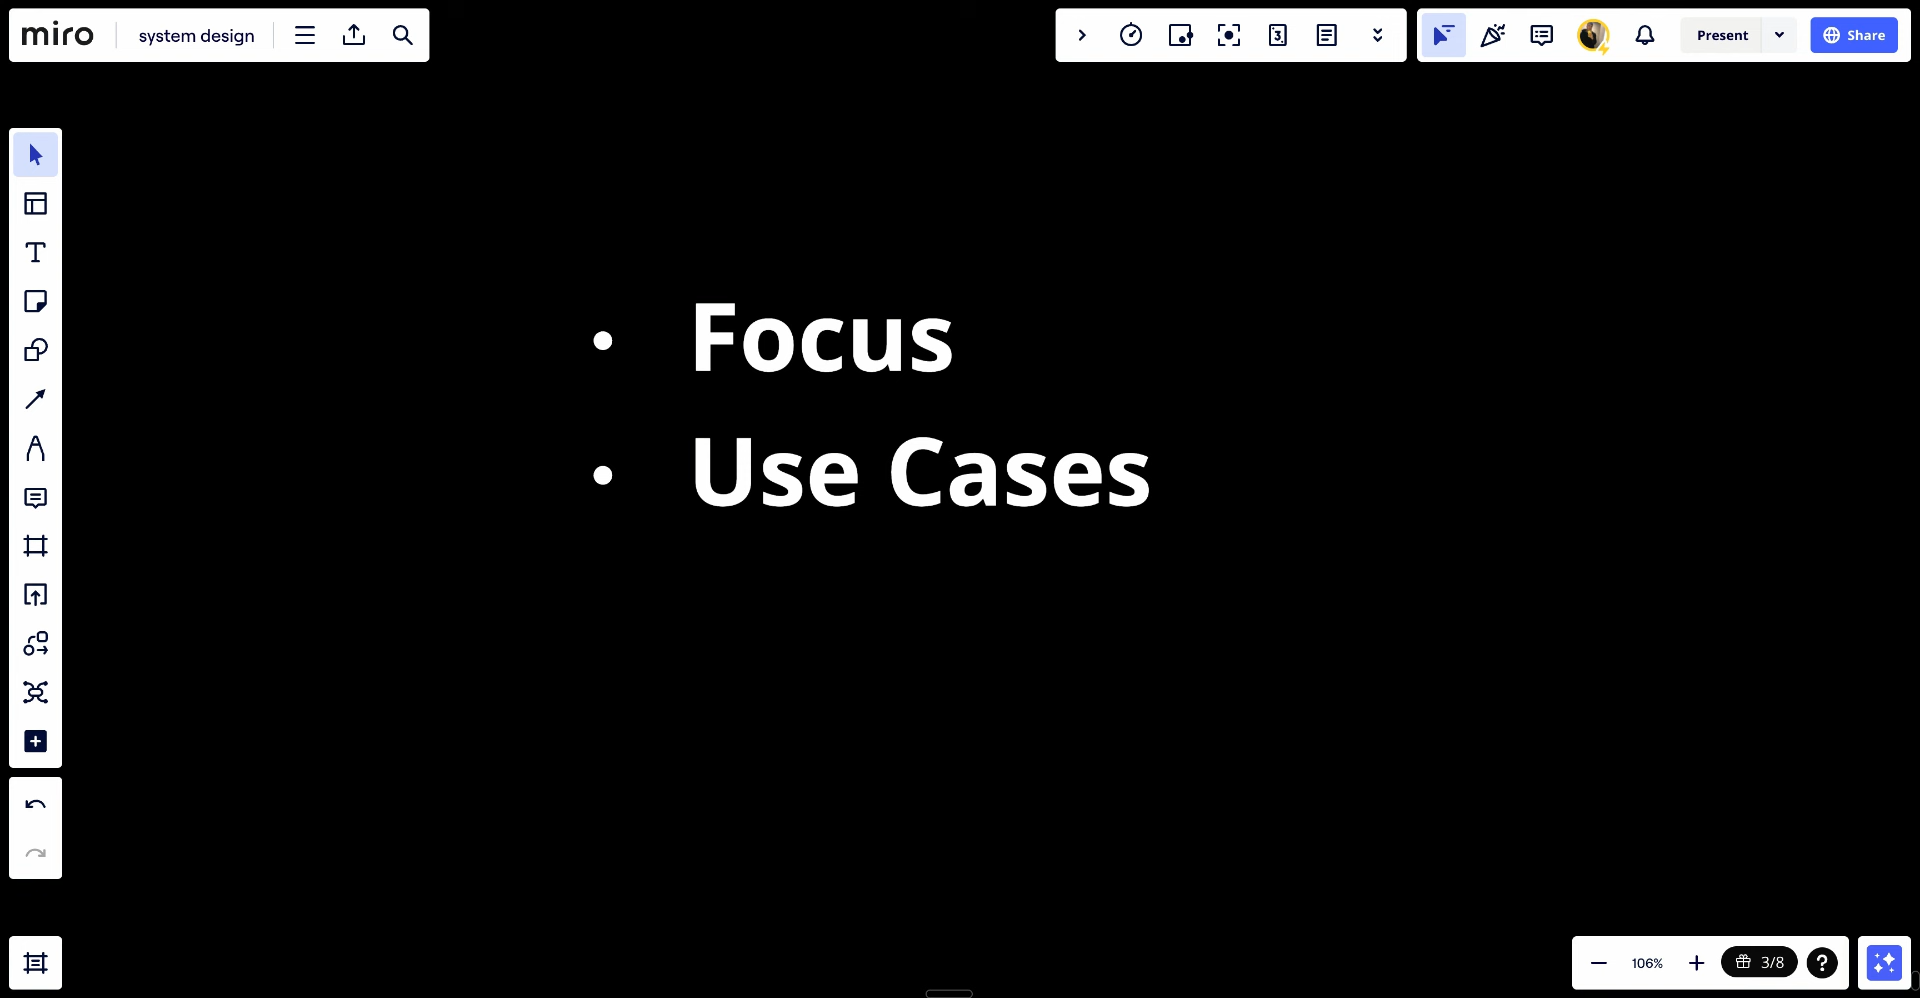 miro
system design
Present
Share
• Focus
• Use Cases
106%
3/8
?